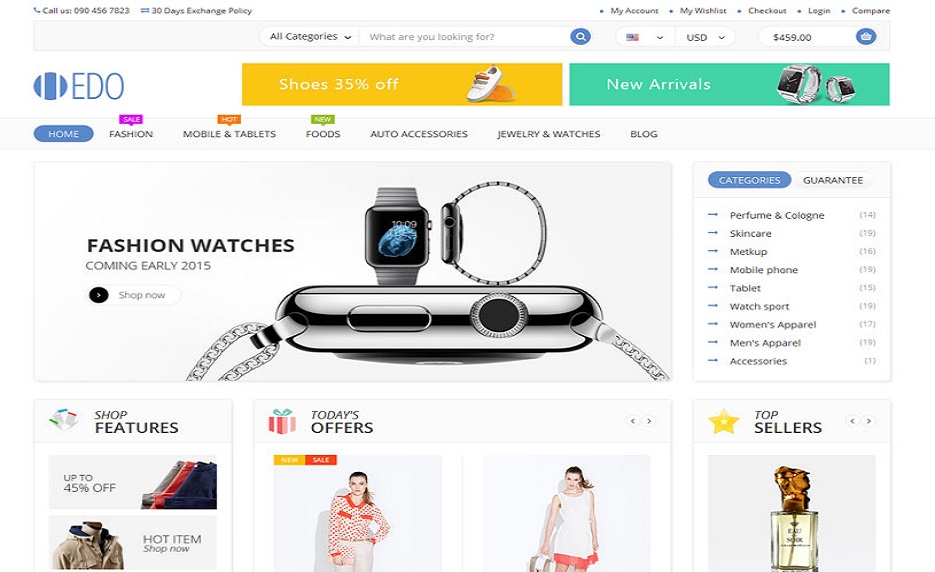 Call us: 090 456 7823 30 Days Exchange Policy
My Account My Wishlist Checkout Login Compare
All Categories What are you looking for? USD $459.00
EDO
Shoes 35% off
New Arrivals
SALE HOT NEW
HOME FASHION MOBILE & TABLETS FOODS AUTO ACCESSORIES JEWELRY & WATCHES BLOG
FASHION WATCHES
COMING EARLY 2015
Shop now
10:09
CATEGORIES GUARANTEE
Perfume & Cologne (14)
Skincare (19)
Metkup (16)
Mobile phone (19)
Tablet (15)
Watch sport (19)
Women's Apparel (17)
Men's Apparel (19)
Accessories (1)
SHOP
FEATURES
UP TO
45% OFF
HOT ITEM
Shop now
TODAY'S
OFFERS
NEW SALE
TOP
SELLERS
EAU
SOIR